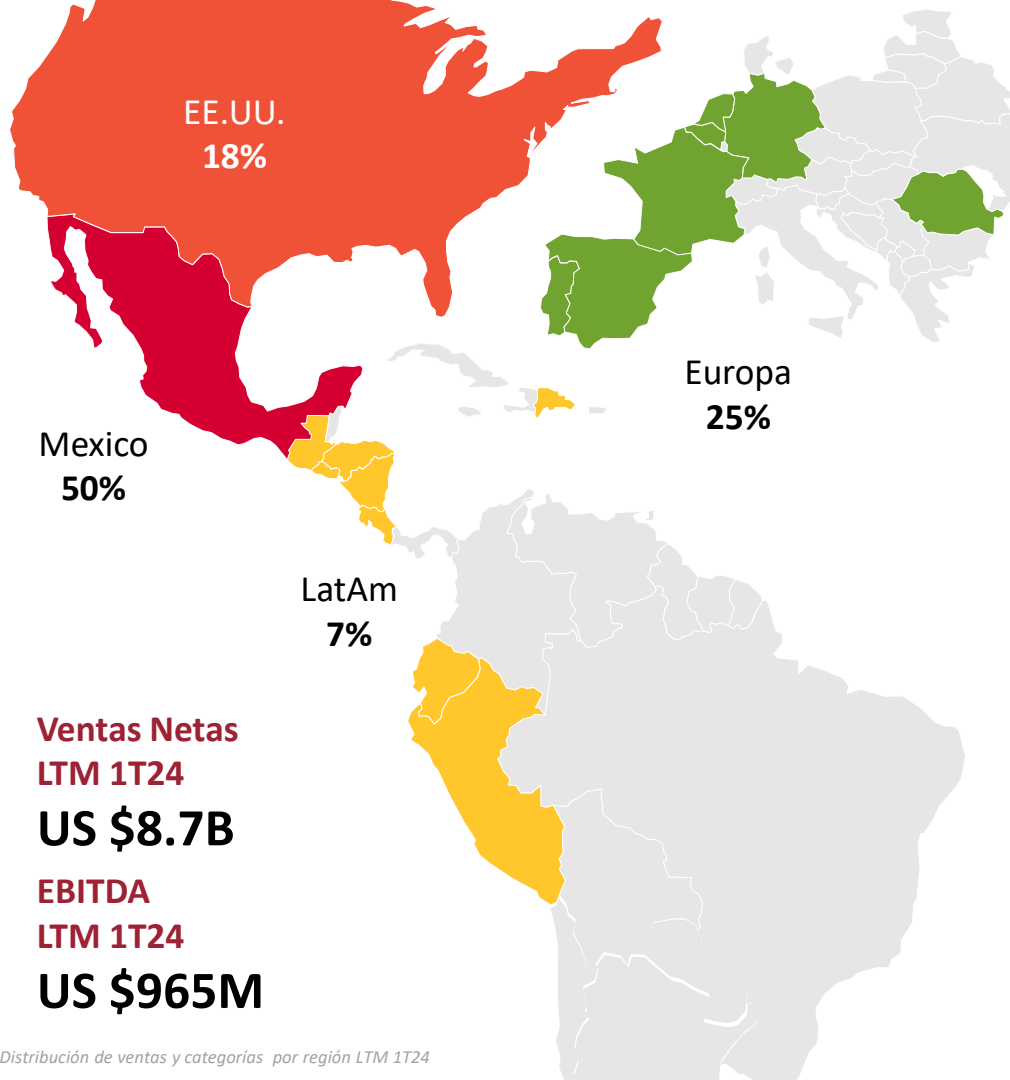 EE.UU.
18%
Europa
25%
Mexico
50%
LatAm
7%
Ventas Netas
LTM 1T24
US $8.7B
EBITDA
LTM 1T24
US $965M
Distribución de ventas y categorías por región LTM 1T24